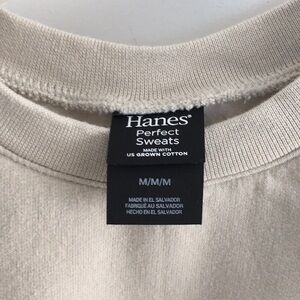 Hanes®
Perfect
Sweats
MADE WITH
US GROWN COTTON
M/M/M
MADE IN EL SALVADOR
FABRIQUÉ AU SALVADOR
HECHO EN EL SALVADOR